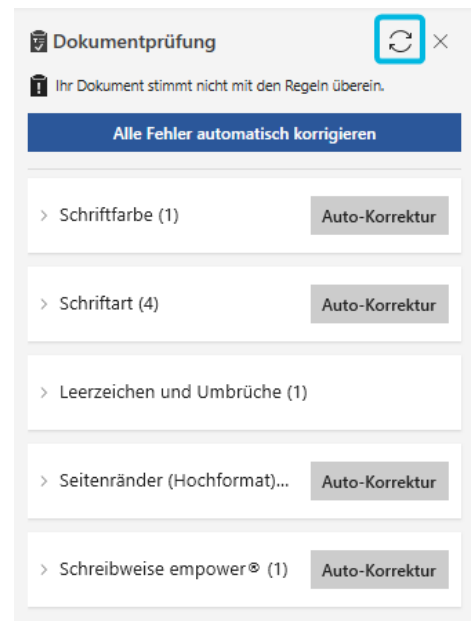 Dokumentprüfung
Ihr Dokument stimmt nicht mit den Regeln überein.
Alle Fehler automatisch korrigieren
Schriftfarbe (1) Auto-Korrektur
Schriftart (4) Auto-Korrektur
Leerzeichen und Umbrüche (1)
Seitenränder (Hochformat)... Auto-Korrektur
Schreibweise empower® (1) Auto-Korrektur